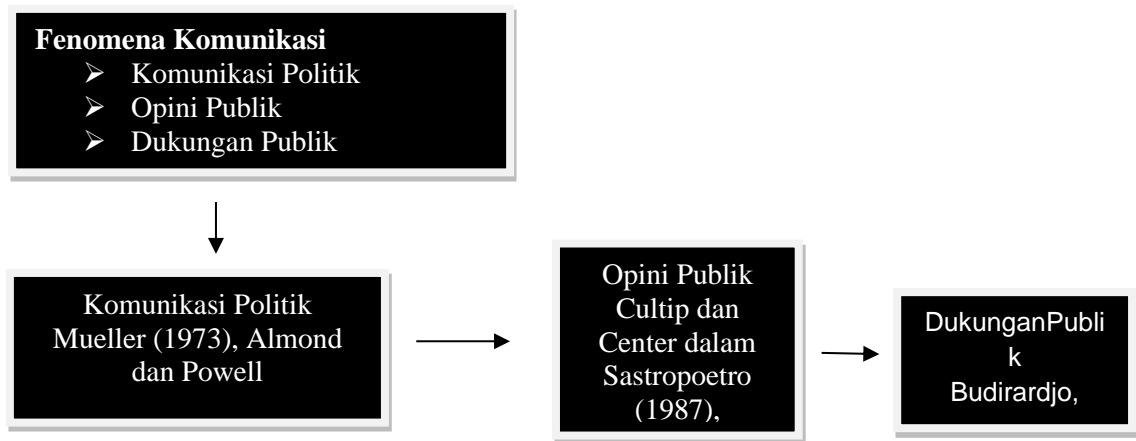 Fenomena Komunikasi
➢ Komunikasi Politik
➢ Opini Publik
➢ Dukungan Publik
Komunikasi Politik
Mueller (1973), Almond
dan Powell
Opini Publik
Cultip dan
Center dalam
Sastropoetro
(1987),
DukunganPubli
k
Budirardjo,